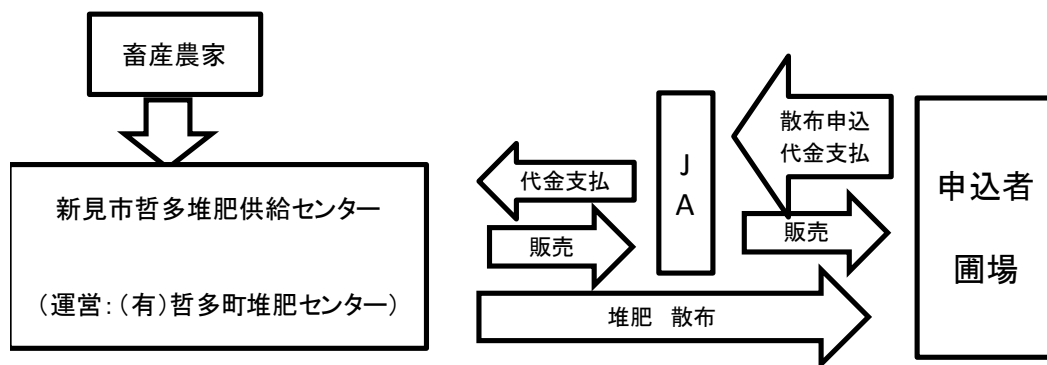 畜産農家
新見市哲多堆肥供給センター
（運営：（有）哲多町堆肥センター）
代金支払
販売
J
A
散布申込
代金支払
販売
堆肥　散布
申込者
圃場